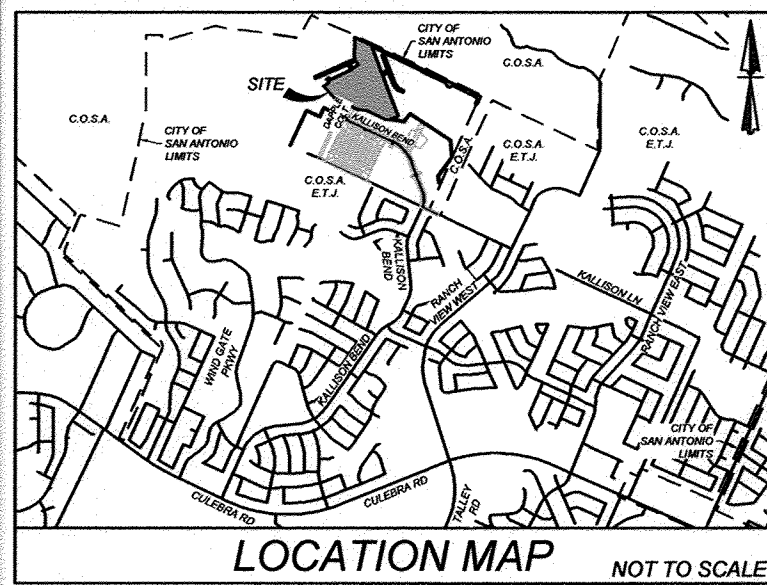 CITY OF
SAN ANTONIO
LIMITS
C.O.S.A.
SITE
C.O.S.A.
CITY OF
SAN ANTONIO
LIMITS
DAPPLE
COLT
KALLISON BEND
C.O.S.A.
C.O.S.A.
E.T.J.
C.O.S.A.
E.T.J.
C.O.S.A.
E.T.J.
KALLISON
BEND
RANCH
VIEW WEST
KALLISON LN
RANCH VIEW EAST
WIND GATE
PKWY
KALLISON BEND
CITY OF
SAN ANTONIO
LIMITS
CULEBRA RD
CULEBRA RD
TALLEY
RD
LOCATION MAP
NOT TO SCALE